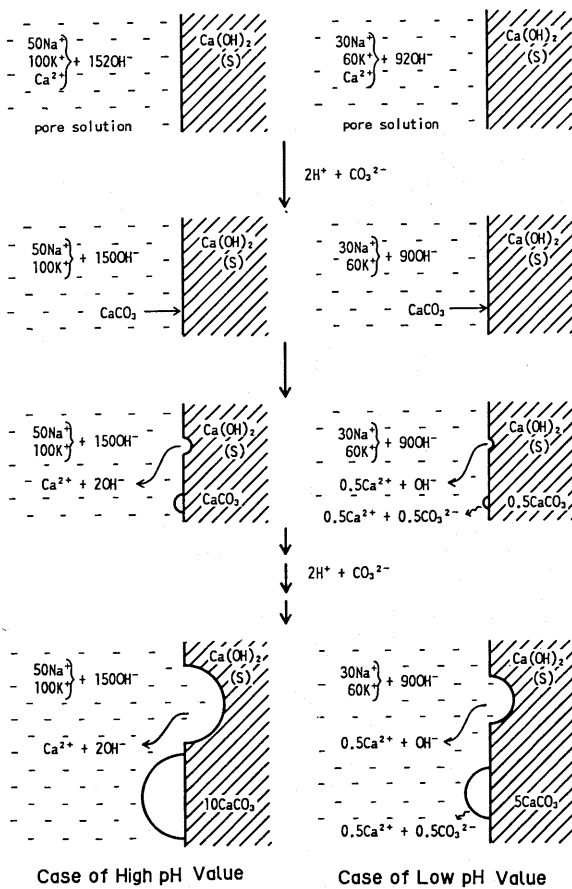 50Na⁺
100K⁺ + 152OH⁻
Ca²⁺
Ca(OH)₂
(S)
pore solution
30Na⁺
60K⁺ + 92OH⁻
Ca²⁺
Ca(OH)₂
(S)
pore solution
2H⁺ + CO₃²⁻
50Na⁺
100K⁺ + 150OH⁻
Ca(OH)₂
(S)
CaCO₃
30Na⁺
60K⁺ + 90OH⁻
Ca(OH)₂
(S)
CaCO₃
50Na⁺
100K⁺ + 150OH⁻
Ca(OH)₂
(S)
Ca²⁺ + 2OH⁻
CaCO₃
30Na⁺
60K⁺ + 90OH⁻
Ca(OH)₂
(S)
0.5Ca²⁺ + OH⁻
0.5CaCO₃
0.5Ca²⁺ + 0.5CO₃²⁻
2H⁺ + CO₃²⁻
50Na⁺
100K⁺ + 150OH⁻
Ca(OH)₂
(S)
Ca²⁺ + 2OH⁻
10CaCO₃
30Na⁺
60K⁺ + 90OH⁻
Ca(OH)₂
(S)
0.5Ca²⁺ + OH⁻
5CaCO₃
0.5Ca²⁺ + 0.5CO₃²⁻
Case of High pH Value
Case of Low pH Value